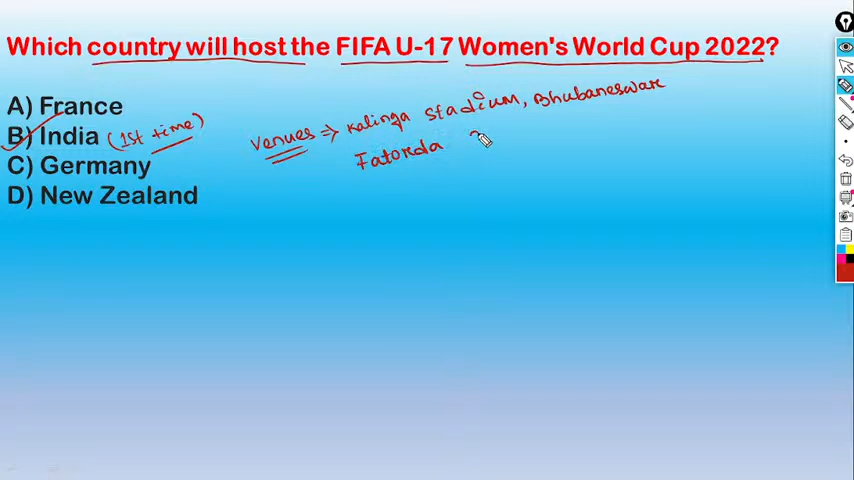 Which country will host the FIFA U-17 Women's World Cup 2022?
A) France
B) India (1st time)
C) Germany
D) New Zealand
Venues ⇒ Kalinga stadium, Bhubaneswar
Fatorda